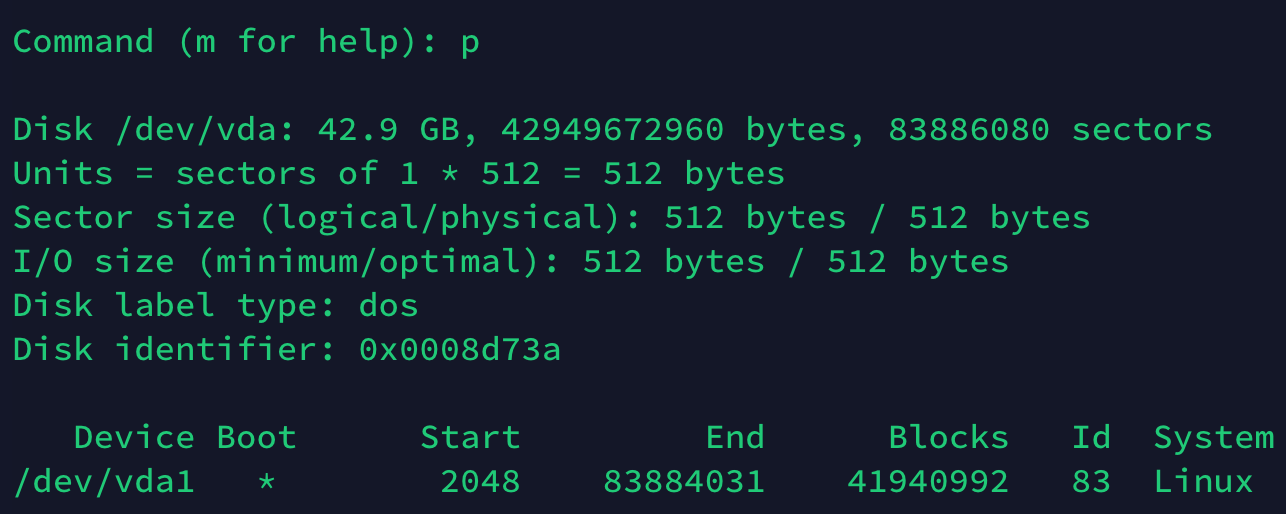 Command (m for help): p
Disk /dev/vda: 42.9 GB, 42949672960 bytes, 83886080 sectors
Units = sectors of 1 * 512 = 512 bytes
Sector size (logical/physical): 512 bytes / 512 bytes
I/O size (minimum/optimal): 512 bytes / 512 bytes
Disk label type: dos
Disk identifier: 0x0008d73a
Device Boot Start End Blocks Id System
/dev/vda1 * 2048 83884031 41940992 83 Linux